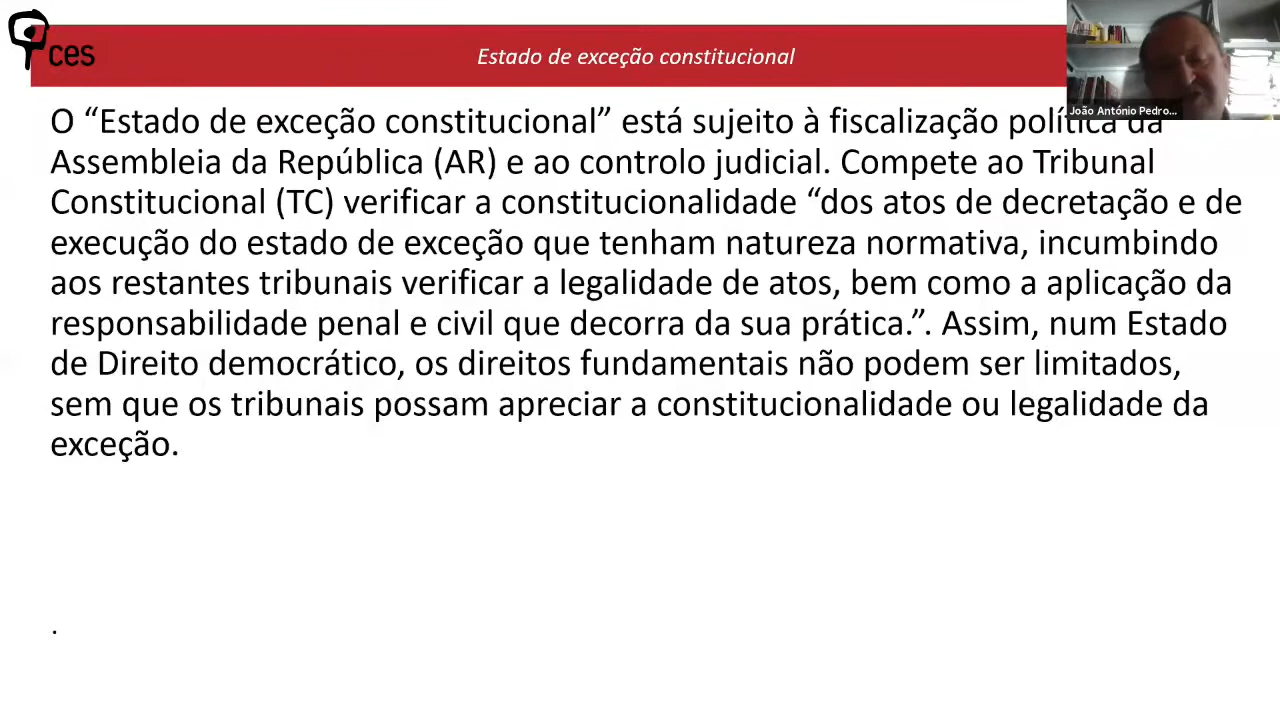 ces
Estado de exceção constitucional
João António Pedro...
O “Estado de exceção constitucional” está sujeito à fiscalização política da
Assembleia da República (AR) e ao controlo judicial. Compete ao Tribunal
Constitucional (TC) verificar a constitucionalidade “dos atos de decretação e de
execução do estado de exceção que tenham natureza normativa, incumbindo
aos restantes tribunais verificar a legalidade de atos, bem como a aplicação da
responsabilidade penal e civil que decorra da sua prática.”. Assim, num Estado
de Direito democrático, os direitos fundamentais não podem ser limitados,
sem que os tribunais possam apreciar a constitucionalidade ou legalidade da
exceção.
.